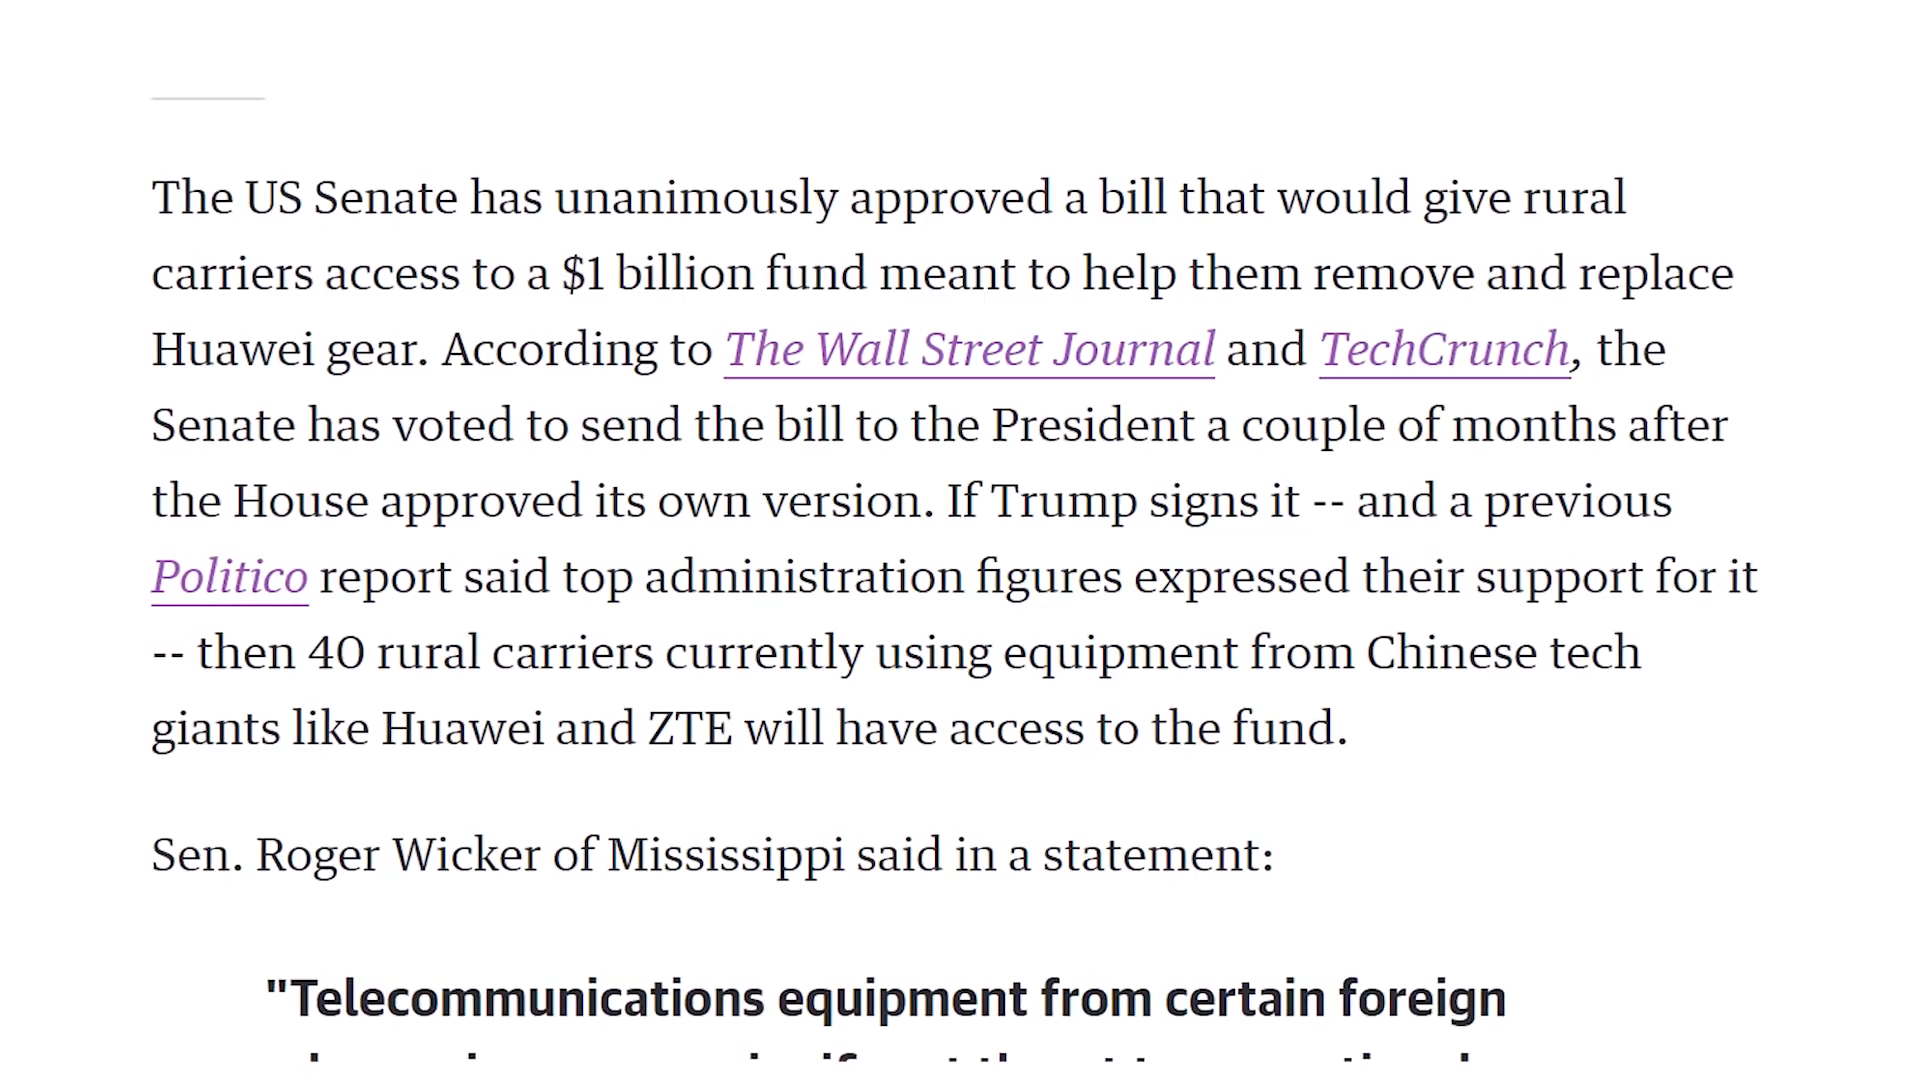 The US Senate has unanimously approved a bill that would give rural
carriers access to a $1 billion fund meant to help them remove and replace
Huawei gear. According to The Wall Street Journal and TechCrunch, the
Senate has voted to send the bill to the President a couple of months after
the House approved its own version. If Trump signs it -- and a previous
Politico report said top administration figures expressed their support for it
-- then 40 rural carriers currently using equipment from Chinese tech
giants like Huawei and ZTE will have access to the fund.
Sen. Roger Wicker of Mississippi said in a statement:
"Telecommunications equipment from certain foreign